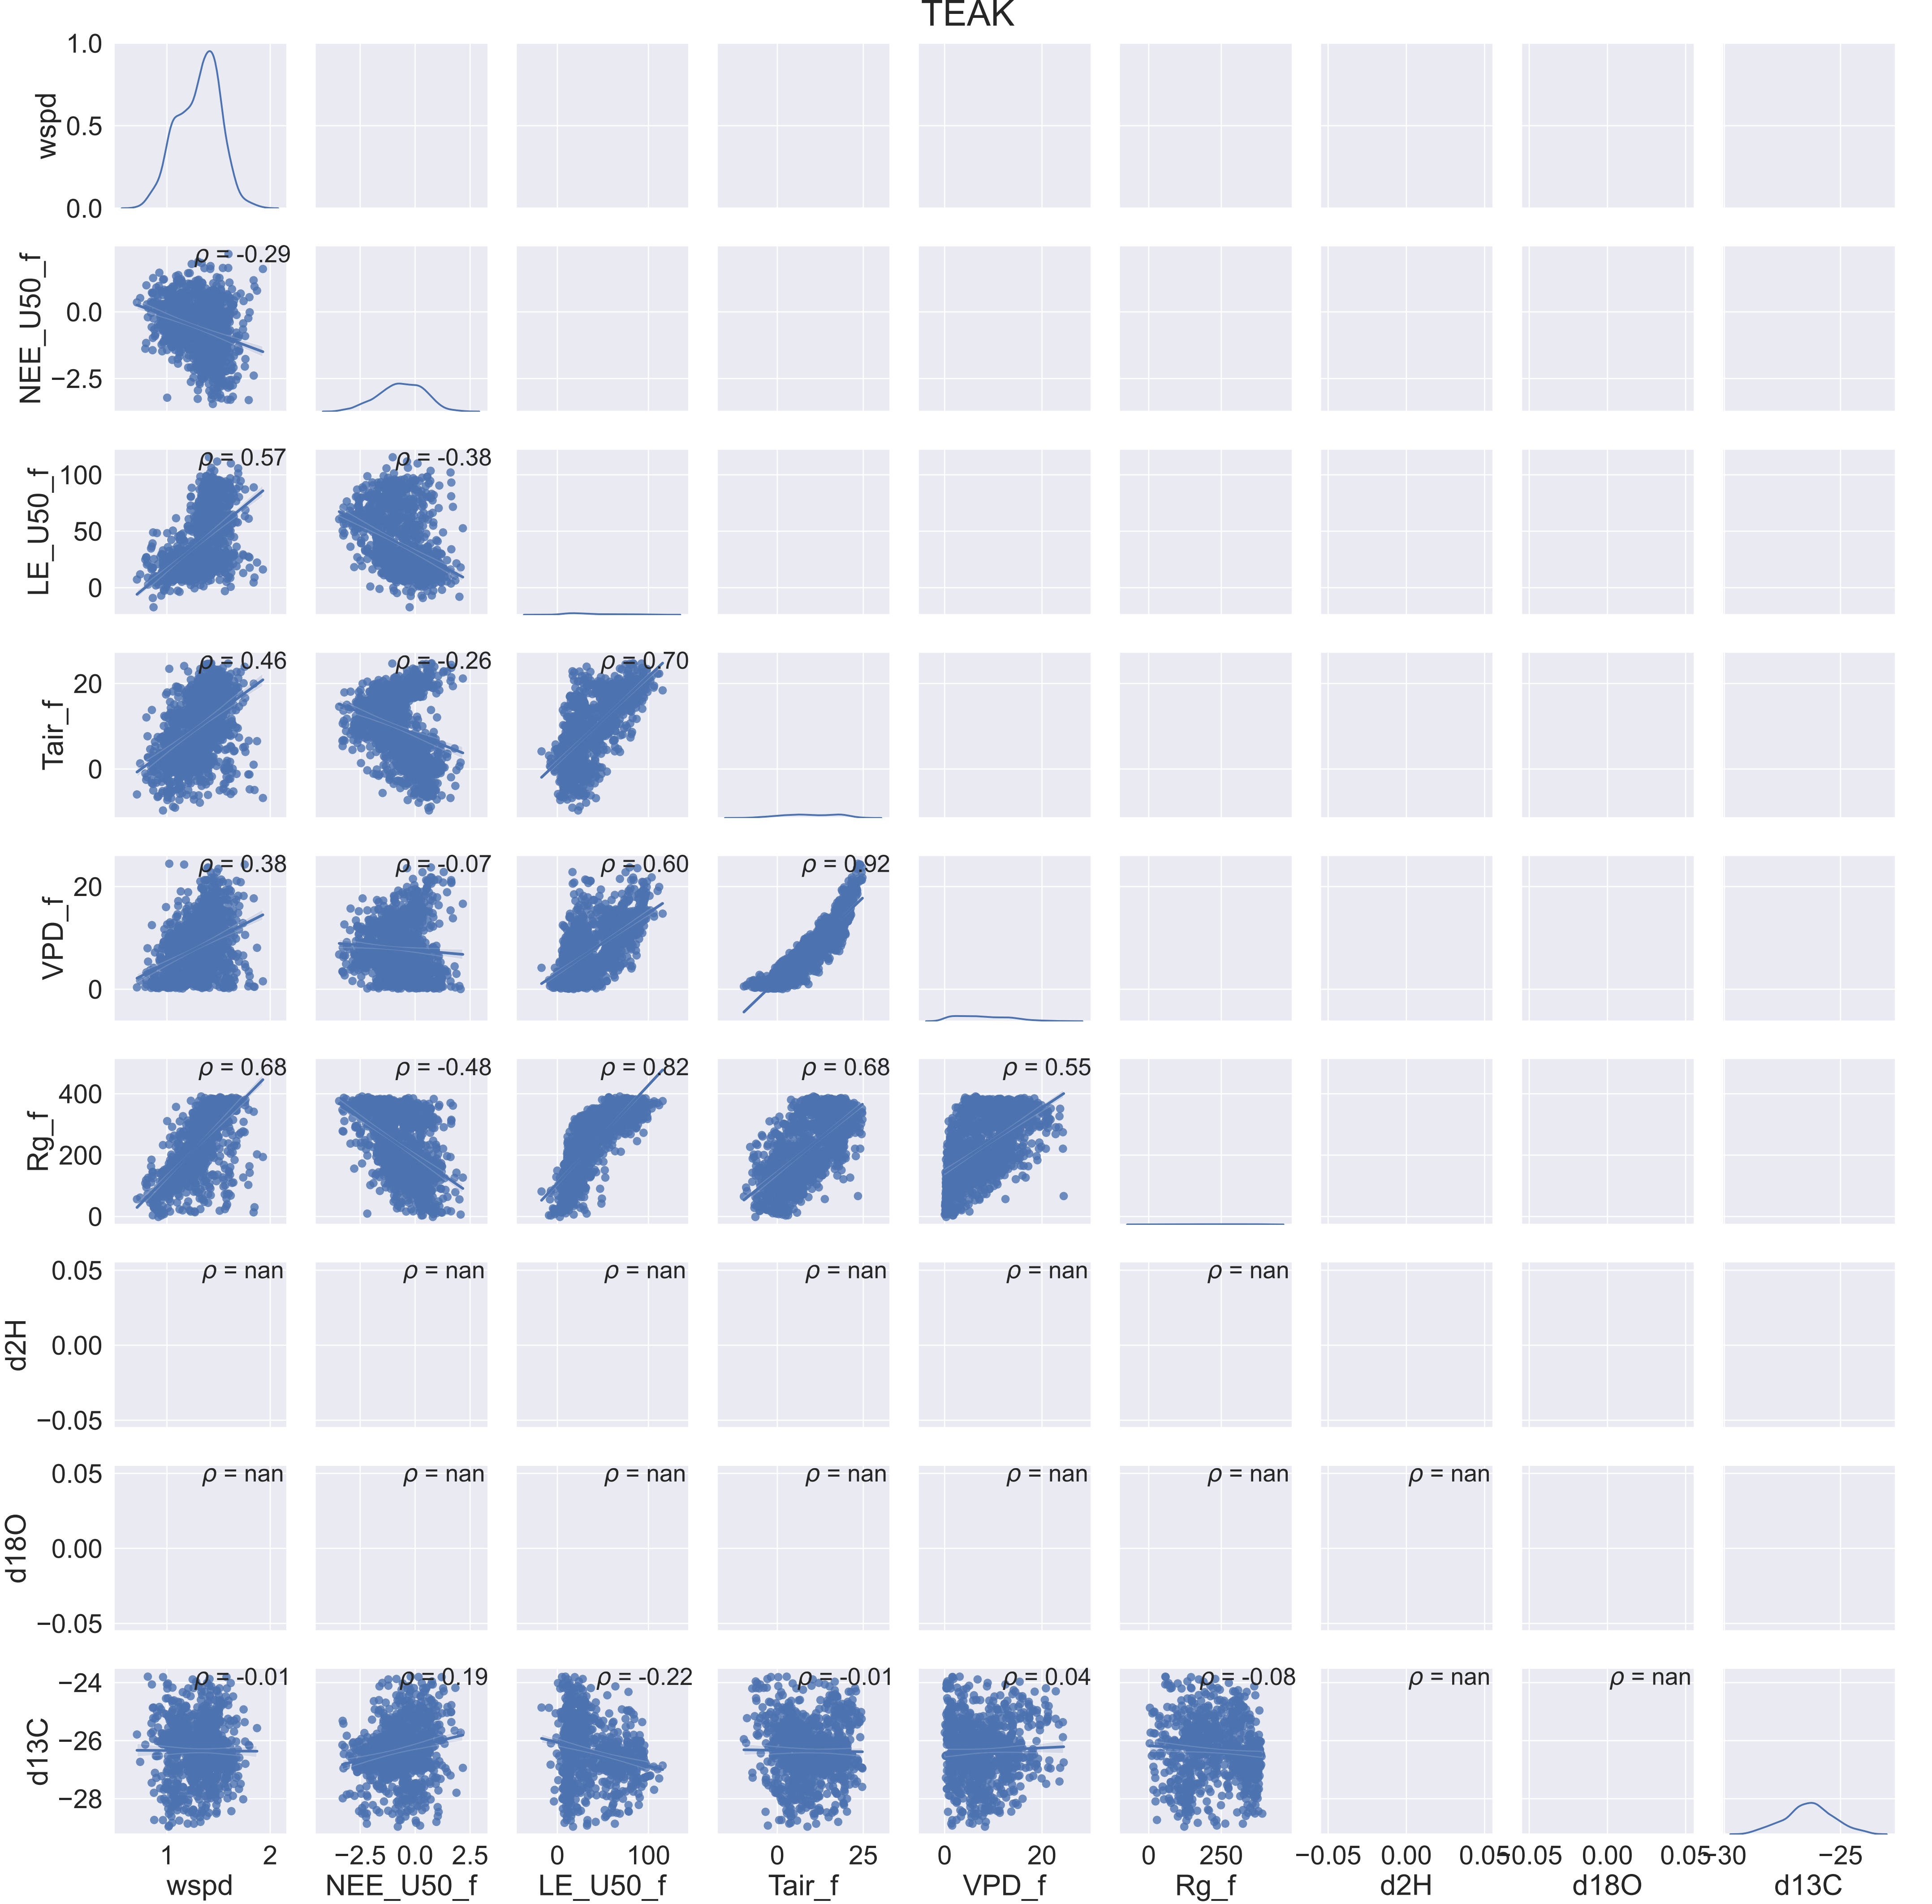 TEAK
1.0
0.5
0.0
wspd
ρ = -0.29
0.0
−2.5
NEE_U50_f
ρ = 0.57
ρ = -0.38
100
50
0
LE_U50_f
ρ = 0.46
ρ = -0.26
ρ = 0.70
20
0
Tair_f
ρ = 0.38
ρ = -0.07
ρ = 0.60
ρ = 0.92
20
0
VPD_f
ρ = 0.68
ρ = -0.48
ρ = 0.82
ρ = 0.68
ρ = 0.55
400
200
0
Rg_f
ρ = nan
ρ = nan
ρ = nan
ρ = nan
ρ = nan
ρ = nan
0.05
0.00
−0.05
d2H
ρ = nan
ρ = nan
ρ = nan
ρ = nan
ρ = nan
ρ = nan
ρ = nan
0.05
0.00
−0.05
d18O
ρ = -0.01
ρ = 0.19
ρ = -0.22
ρ = -0.01
ρ = 0.04
ρ = -0.08
ρ = nan
ρ = nan
−24
−26
−28
d13C
1 2
−2.5 0.0 2.5
0 100
0 25
0 20
0 250
−0.05 0.00 0.05
−0.05 0.00 0.05
−30 −25
wspd
NEE_U50_f
LE_U50_f
Tair_f
VPD_f
Rg_f
d2H
d18O
d13C